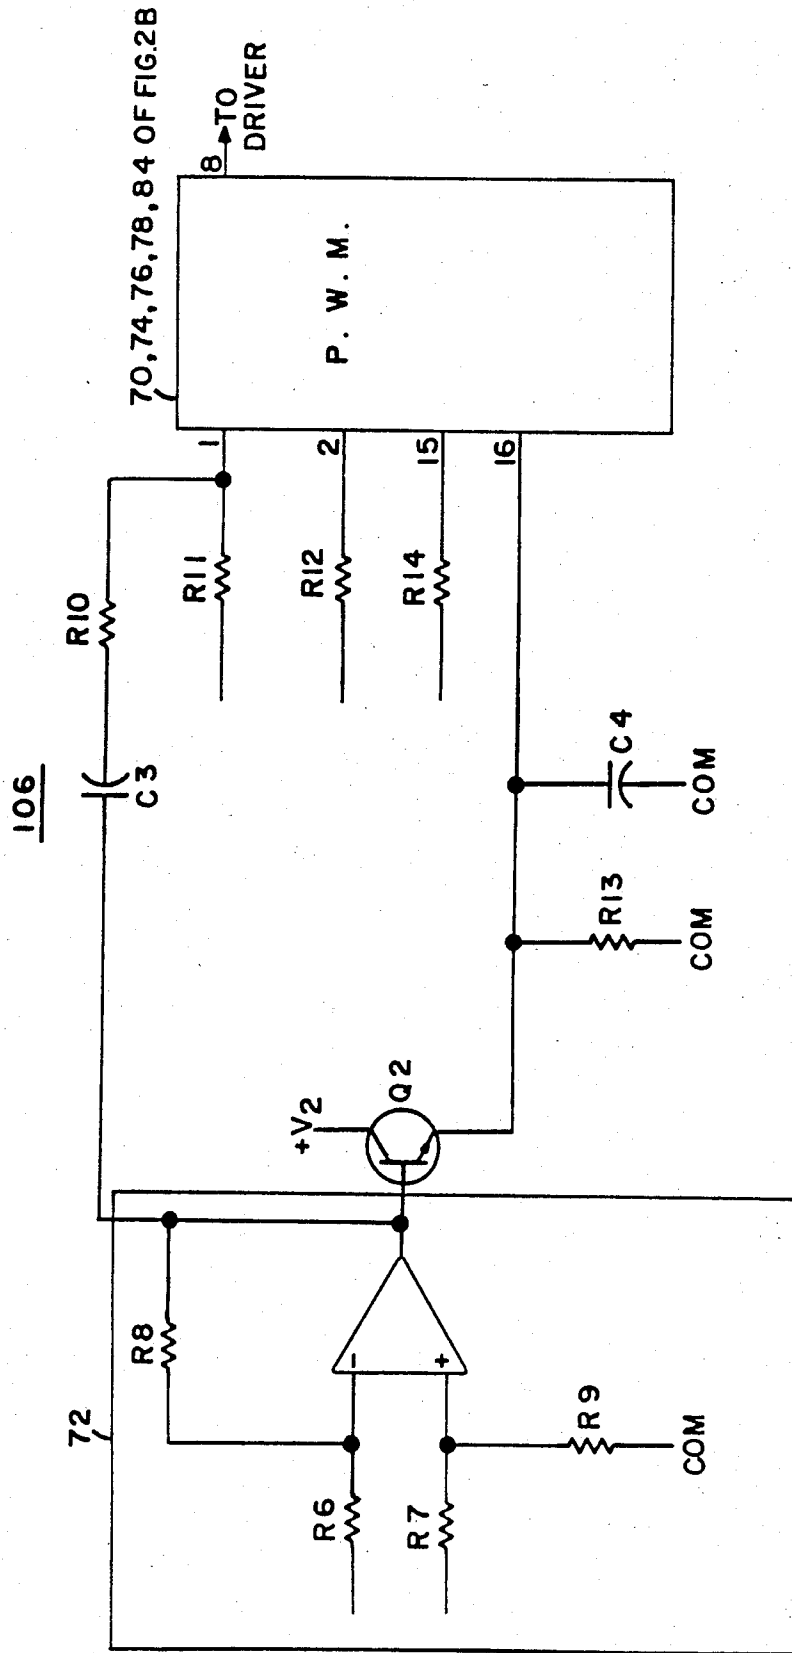 106
70,74,76,78,84 OF FIG.2B
72
R8
R6
R7
R9
COM
-
+
+V2
Q2
C3
R10
R11
R12
R14
R13
COM
C4
COM
1
2
15
16
P. W. M.
8
TO
DRIVER